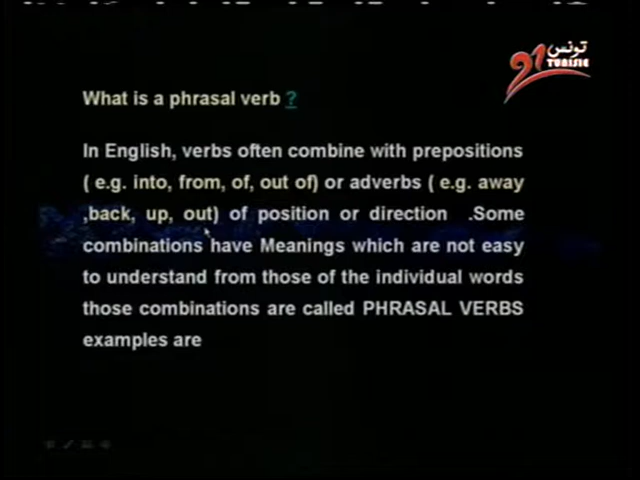 تونس
21
TUNISIE
What is a phrasal verb ?
In English, verbs often combine with prepositions
( e.g. into, from, of, out of) or adverbs ( e.g. away
,back, up, out) of position or direction .Some
combinations have Meanings which are not easy
to understand from those of the individual words
those combinations are called PHRASAL VERBS
examples are